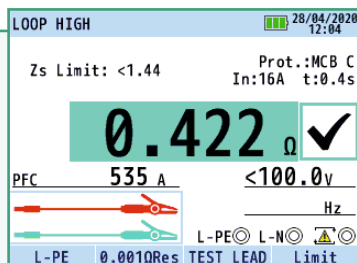 LOOP HIGH 28/04/2020
12:04
Zs Limit: <1.44 Prot.:MCB C
In:16A t:0.4s
0.422 Ω
PFC 535 A <100.0V
Hz
L-PE L-N
L-PE 0.001ΩRes TEST LEAD Limit